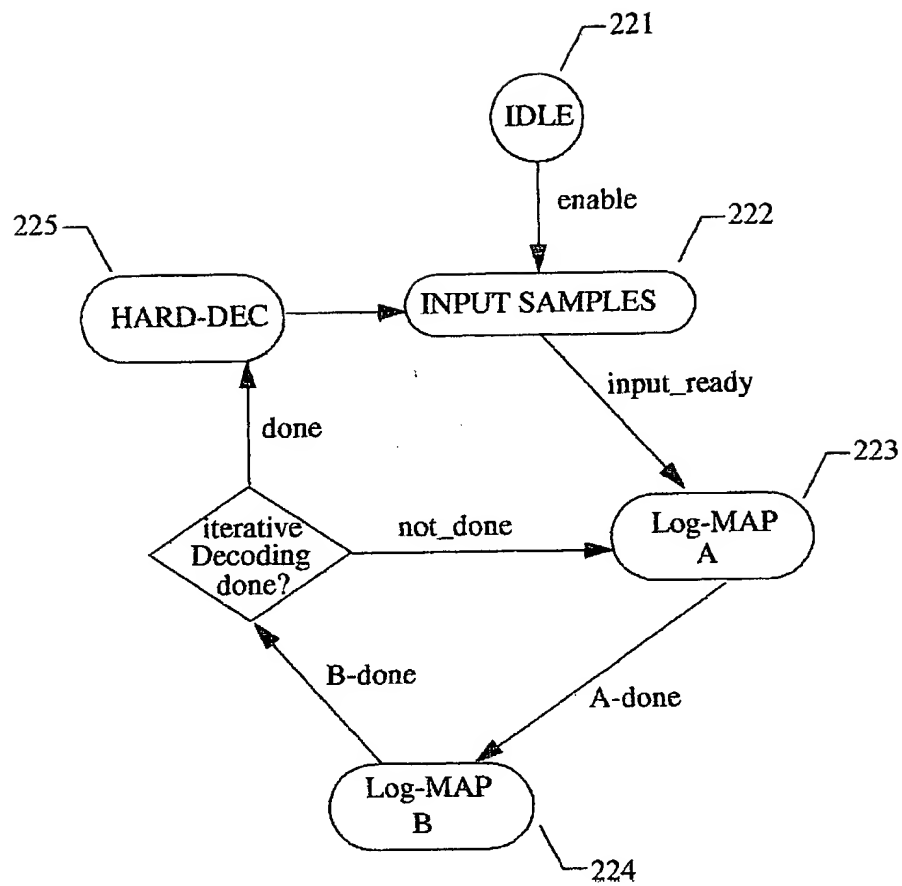 221
IDLE
enable
225
222
HARD-DEC
INPUT SAMPLES
input_ready
done
223
iterative
Decoding
done?
not_done
Log-MAP
A
B-done
A-done
Log-MAP
B
224